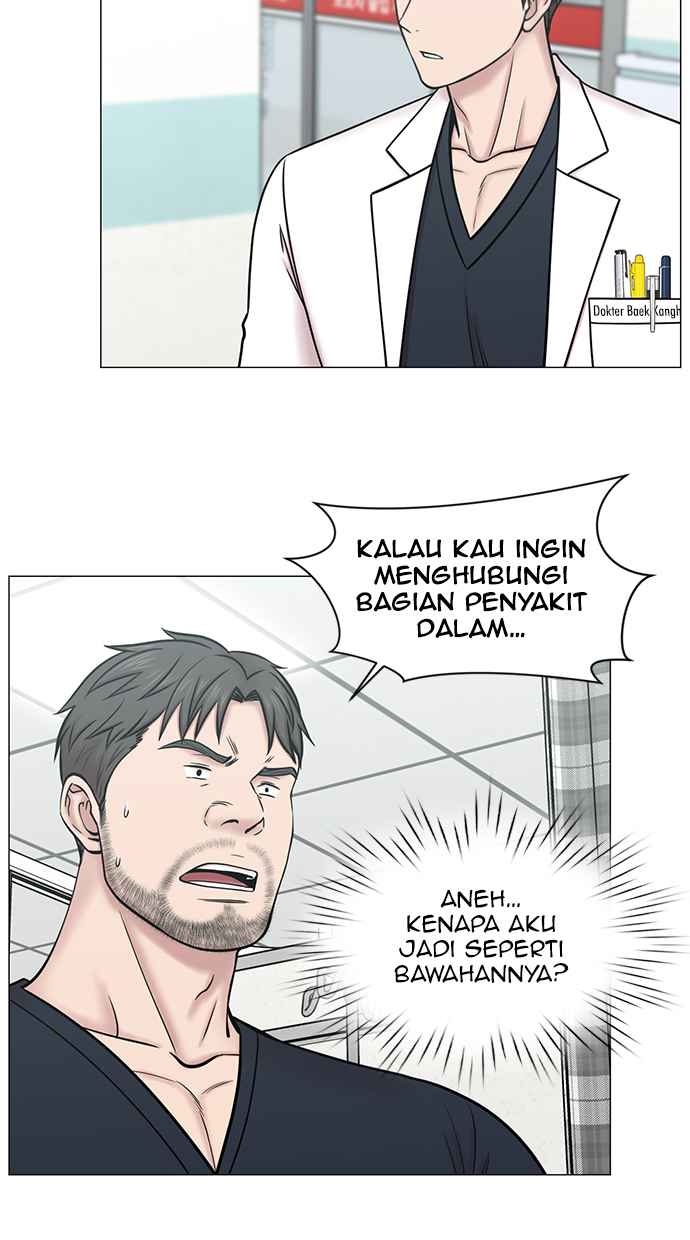 Dokter Baek Kangh
KALAU KAU INGIN
MENGHUBUNGI
BAGIAN PENYAKIT
DALAM...
ANEH...
KENAPA AKU
JADI SEPERTI
BAWAHANNYA?